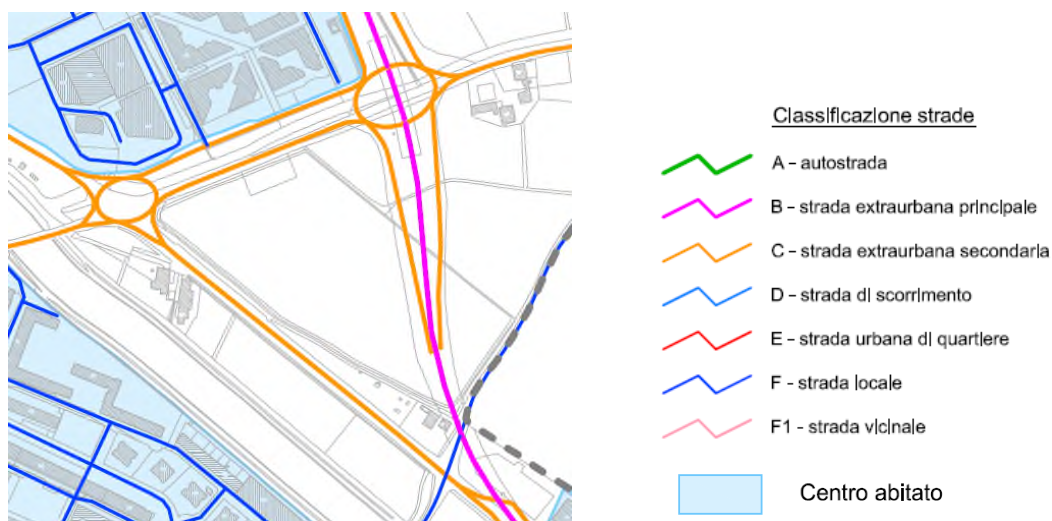 Classificazione strade
A - autostrada
B - strada extraurbana principale
C - strada extraurbana secondaria
D - strada di scorrimento
E - strada urbana di quartiere
F - strada locale
F1 - strada vicinale
Centro abitato